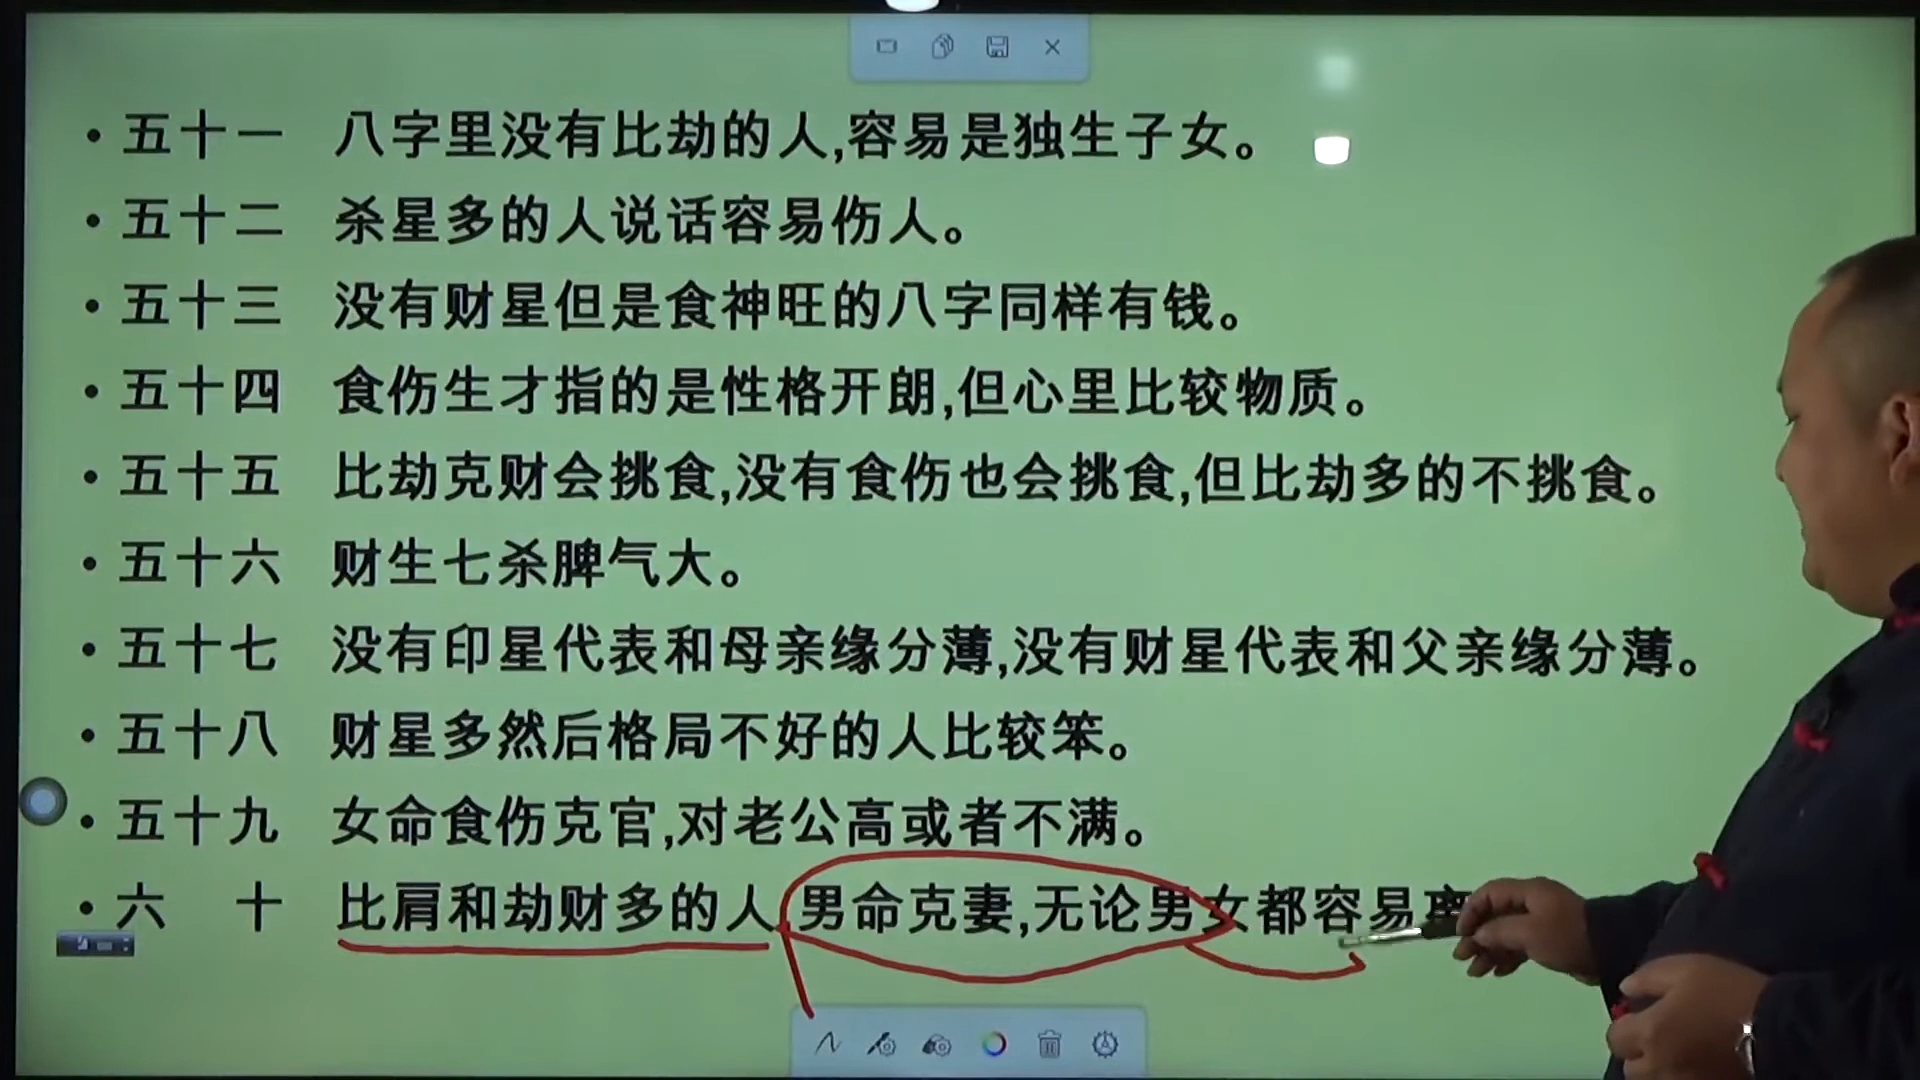 • 五十一 八字里没有比劫的人,容易是独生子女。
• 五十二 杀星多的人说话容易伤人。
• 五十三 没有财星但是食神旺的八字同样有钱。
• 五十四 食伤生才指的是性格开朗,但心里比较物质。
• 五十五 比劫克财会挑食,没有食伤也会挑食,但比劫多的不挑食。
• 五十六 财生七杀脾气大。
• 五十七 没有印星代表和母亲缘分薄,没有财星代表和父亲缘分薄。
• 五十八 财星多然后格局不好的人比较笨。
• 五十九 女命食伤克官,对老公高或者不满。
• 六 十 比肩和劫财多的人,男命克妻,无论男女都容易离